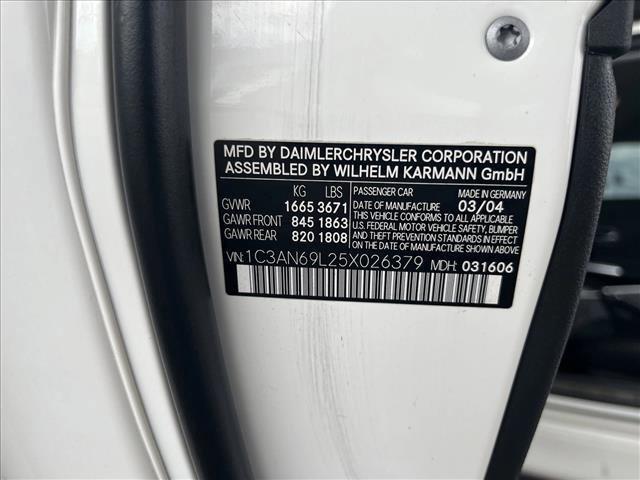 MFD BY DAIMLERCHRYSLER CORPORATION
ASSEMBLED BY WILHELM KARMANN GmbH
KG LBS PASSENGER CAR MADE IN GERMANY
GVWR 1665 3671 DATE OF MANUFACTURE 03/04
GAWR FRONT 845 1863 THIS VEHICLE CONFORMS TO ALL APPLICABLE
U.S. FEDERAL MOTOR VEHICLE SAFETY, BUMPER
GAWR REAR 820 1808 AND THEFT PREVENTION STANDARDS IN EFFECT
ON THE DATE OF MANUFACTURE SHOWN ABOVE.
VIN: 1C3AN69L25X026379 MDH: 031606